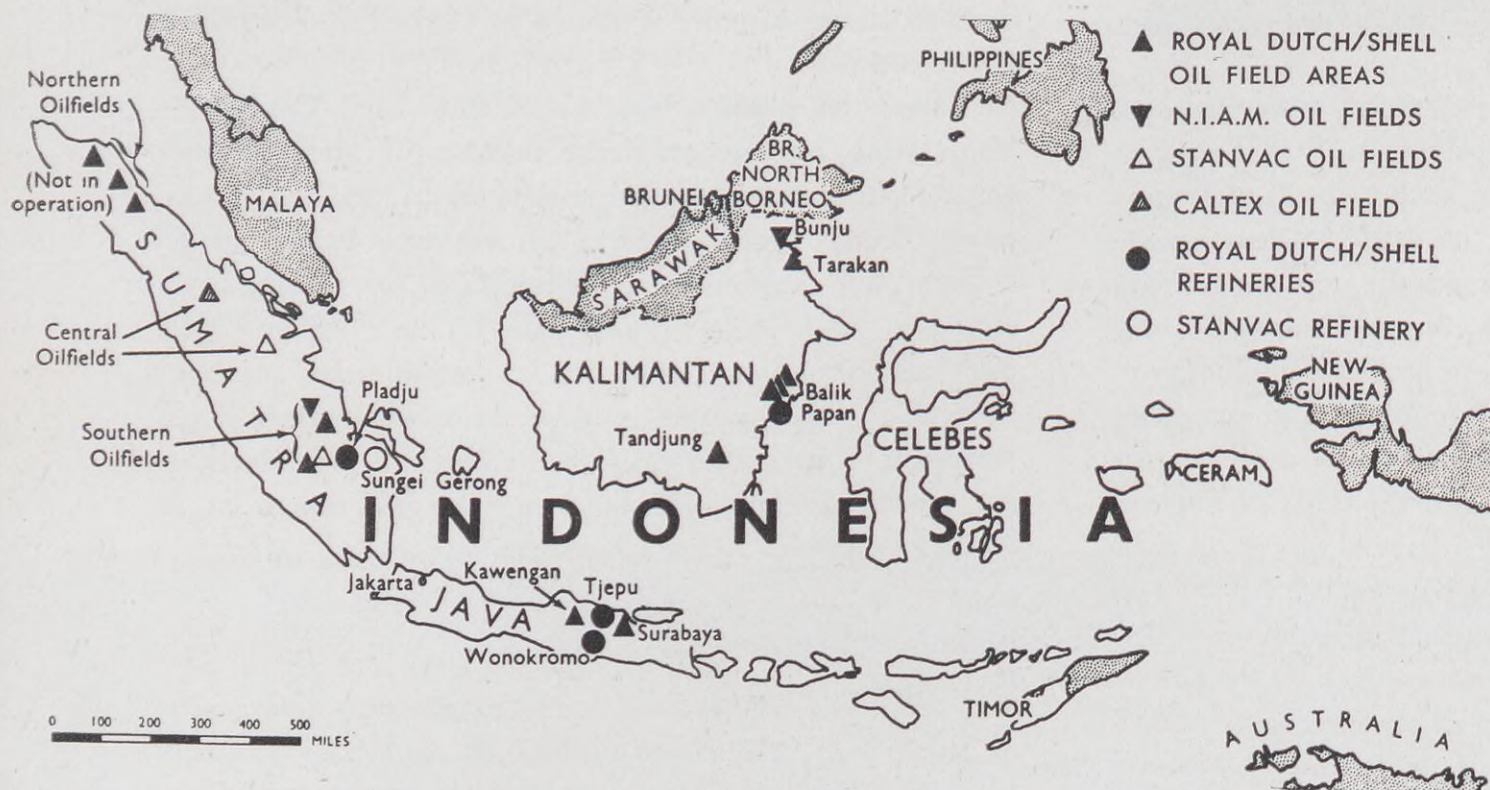 Northern
Oilfields
(Not in
operation)
MALAYA
SUMATRA
Central
Oilfields
Southern
Oilfields
Pladju
Sungei Gerong
PHILIPPINES
BR.
NORTH
BORNEO
BRUNEI
SARAWAK
Bunju
Tarakan
KALIMANTAN
Balik
Papan
Tandjung
CELEBES
NEW
GUINEA
CERAM
INDONESIA
Jakarta
JAVA
Kawengan
Tjepu
Surabaya
Wonokromo
TIMOR
AUSTRALIA
0 100 200 300 400 500
MILES
ROYAL DUTCH/SHELL
OIL FIELD AREAS
N.I.A.M. OIL FIELDS
STANVAC OIL FIELDS
CALTEX OIL FIELD
ROYAL DUTCH/SHELL
REFINERIES
STANVAC REFINERY